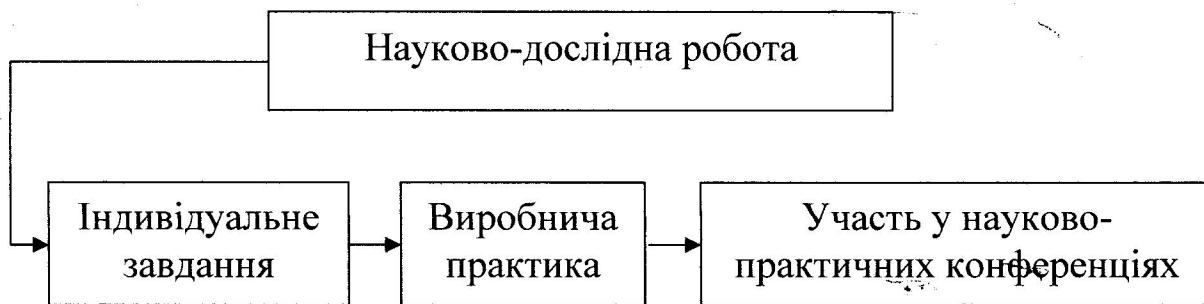 Науково-дослідна робота
Індивідуальне
завдання
Виробнича
практика
Участь у науково-
практичних конференціях